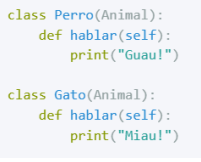 class Perro(Animal):
    def hablar(self):
        print("Guau!")

class Gato(Animal):
    def hablar(self):
        print("Miau!")